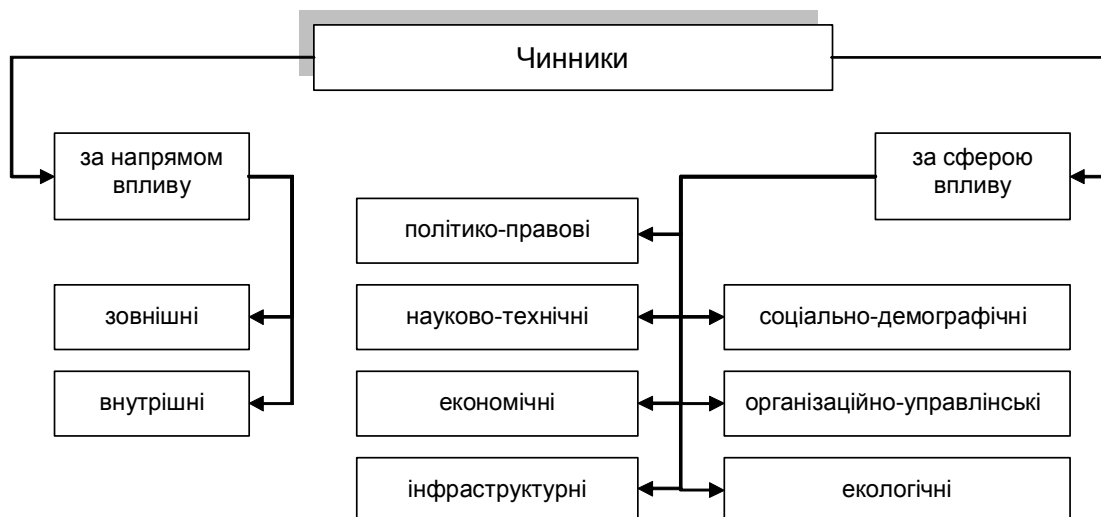 Чинники
за напрямом
впливу
за сферою
впливу
політико-правові
зовнішні
науково-технічні
соціально-демографічні
внутрішні
економічні
організаційно-управлінські
інфраструктурні
екологічні